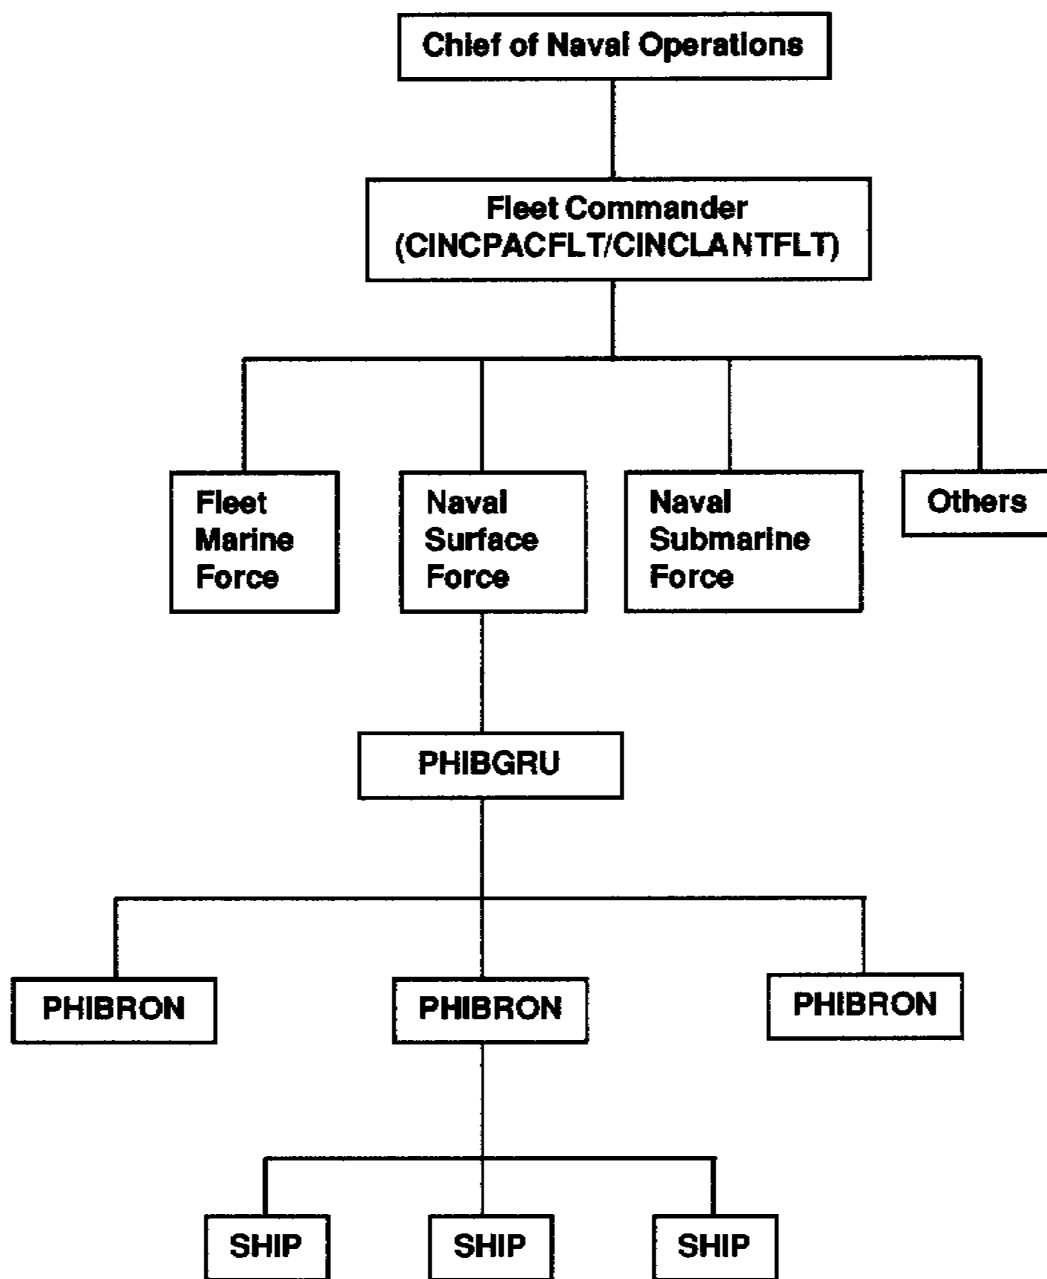 Chief of Naval Operations
Fleet Commander
(CINCPACFLT/CINCLANTFLT)
Fleet
Marine
Force
Naval
Surface
Force
Naval
Submarine
Force
Others
PHIBGRU
PHIBRON
PHIBRON
PHIBRON
SHIP
SHIP
SHIP